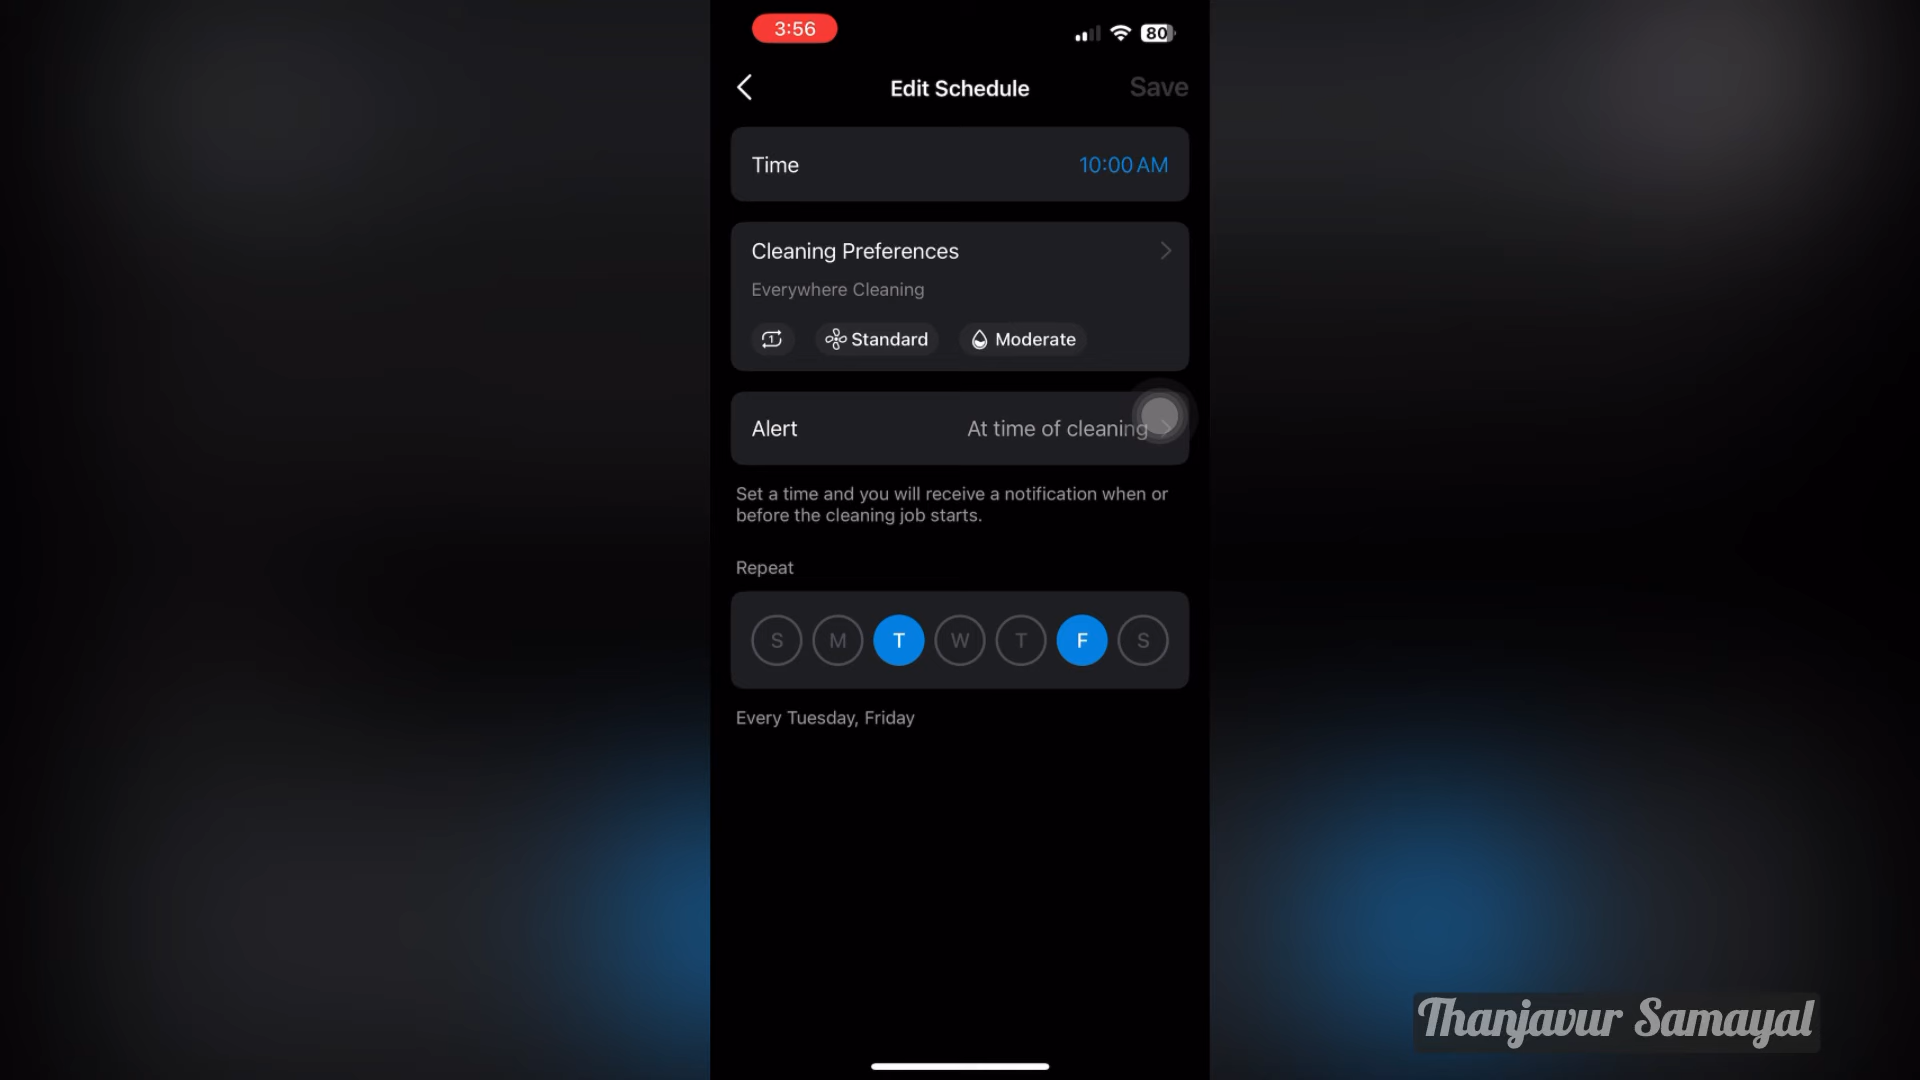 3:56
80
Edit Schedule
Save
Time
10:00 AM
Cleaning Preferences
Everywhere Cleaning
1
Standard
Moderate
Alert
At time of cleaning
Set a time and you will receive a notification when or
before the cleaning job starts.
Repeat
S M T W T F S
Every Tuesday, Friday
Thanjavur Samayal